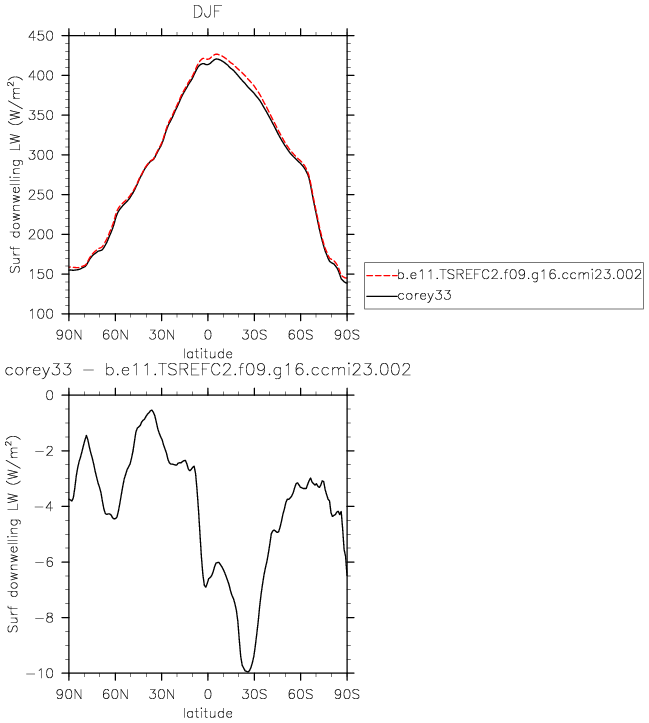 DJF
450
400
350
300
250
200
150
100
Surf downwelling LW (W/m²)
90N 60N 30N 0 30S 60S 90S
latitude
b.e11.TSREFC2.f09.g16.ccmi23.002
corey33
corey33 − b.e11.TSREFC2.f09.g16.ccmi23.002
0
−2
−4
−6
−8
−10
Surf downwelling LW (W/m²)
90N 60N 30N 0 30S 60S 90S
latitude